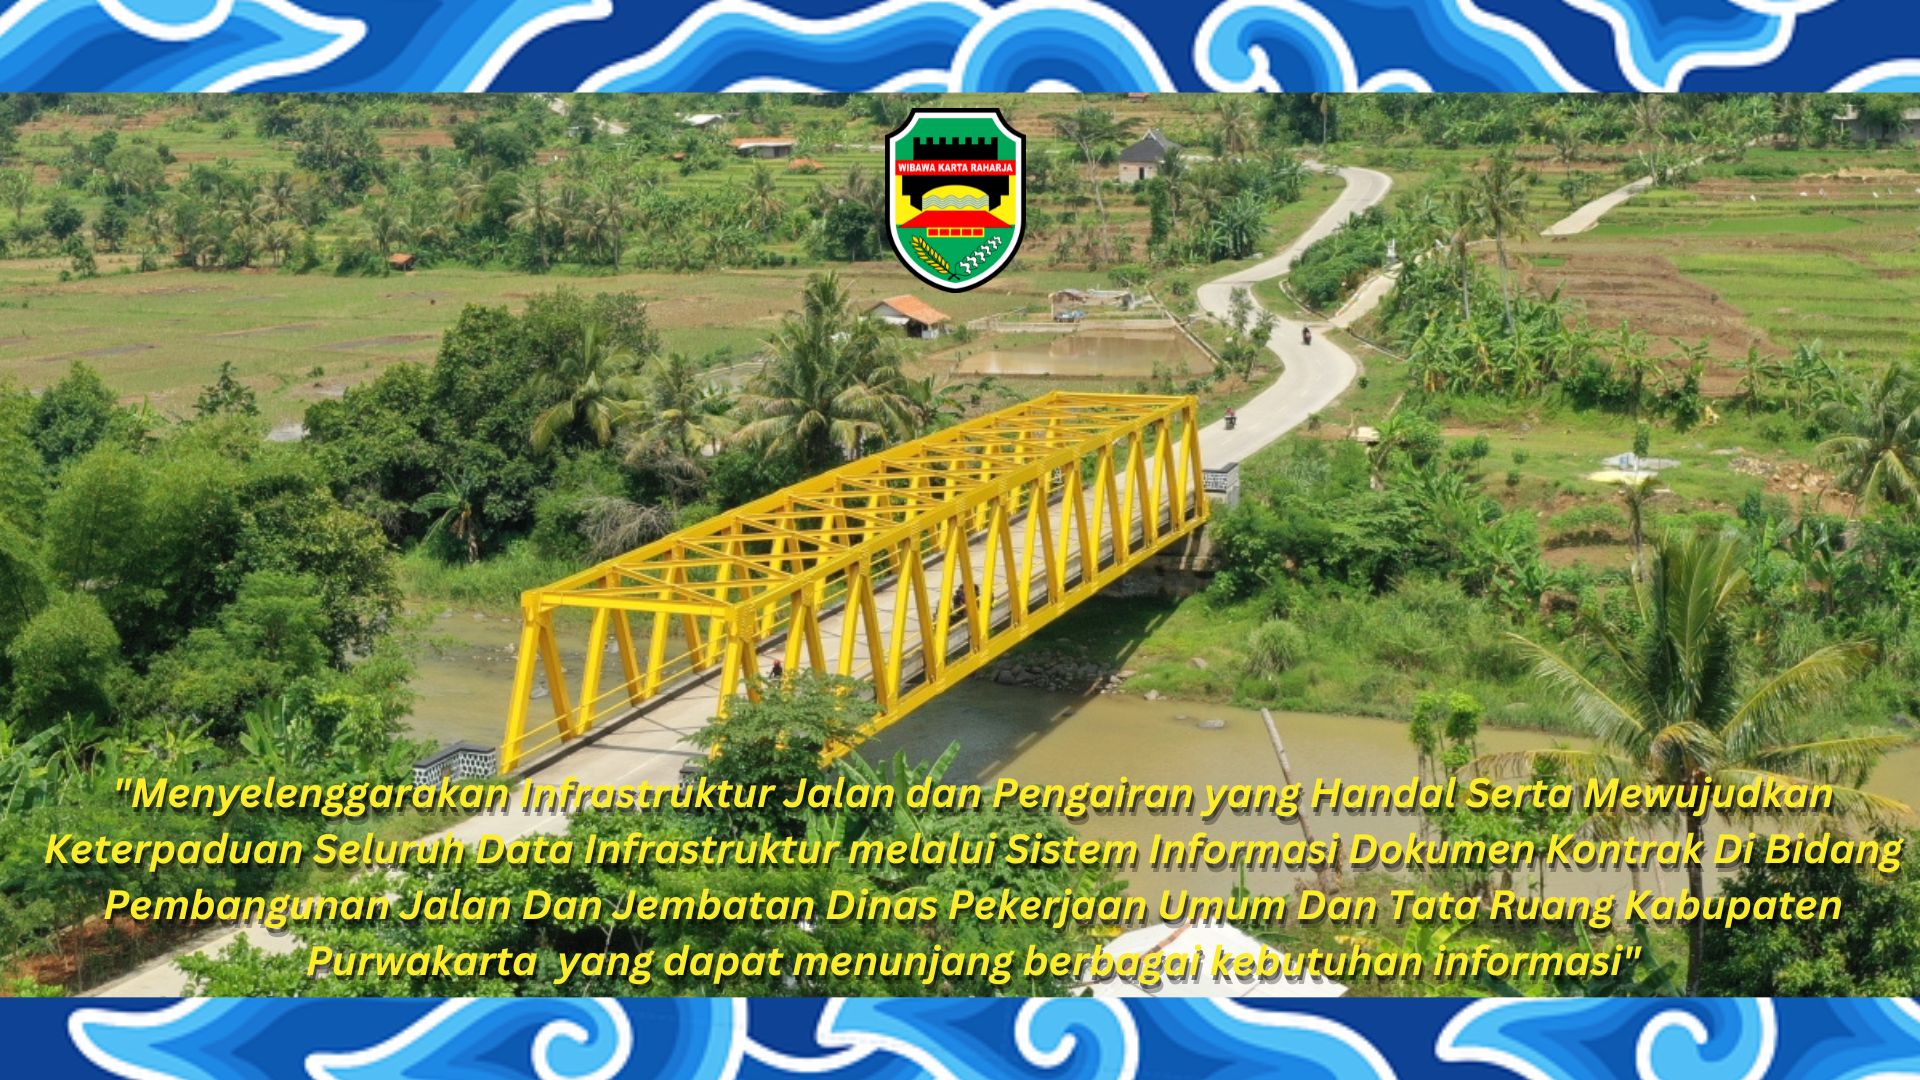 WIBAWA KARTA RAHARJA
"Menyelenggarakan Infrastruktur Jalan dan Pengairan yang Handal Serta Mewujudkan
Keterpaduan Seluruh Data Infrastruktur melalui Sistem Informasi Dokumen Kontrak Di Bidang
Pembangunan Jalan Dan Jembatan Dinas Pekerjaan Umum Dan Tata Ruang Kabupaten
Purwakarta  yang dapat menunjang berbagai kebutuhan informasi"